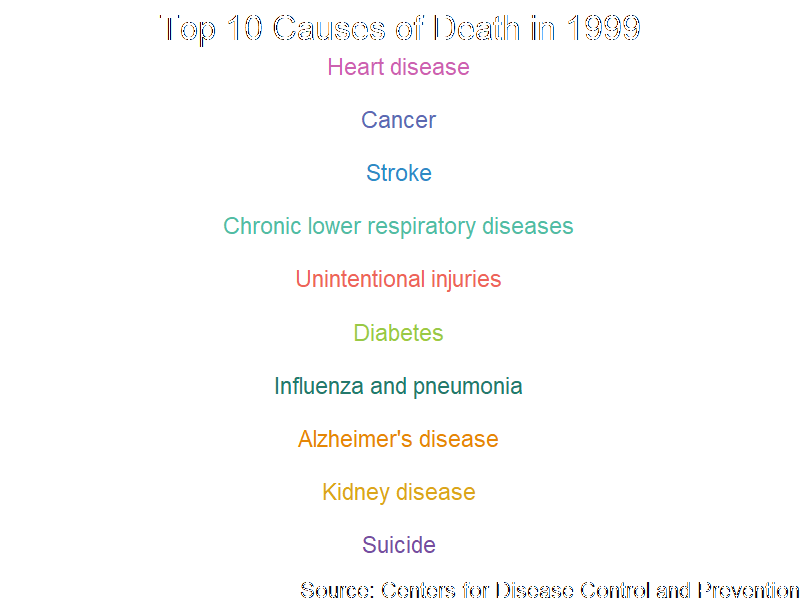 Top 10 Causes of Death in 1999
Heart disease
Cancer
Stroke
Chronic lower respiratory diseases
Unintentional injuries
Diabetes
Influenza and pneumonia
Alzheimer's disease
Kidney disease
Suicide
Source: Centers for Disease Control and Prevention